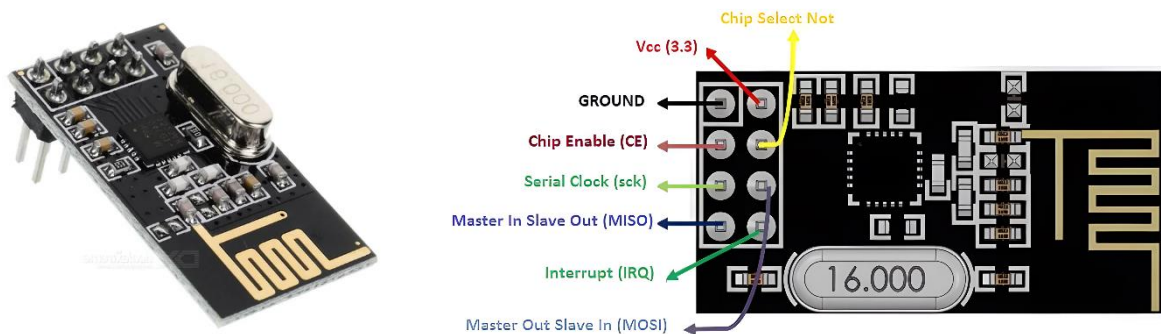 Chip Select Not
Vcc (3.3)
GROUND
Chip Enable (CE)
Serial Clock (sck)
Master In Slave Out (MISO)
Interrupt (IRQ)
Master Out Slave In (MOSI)
16.000